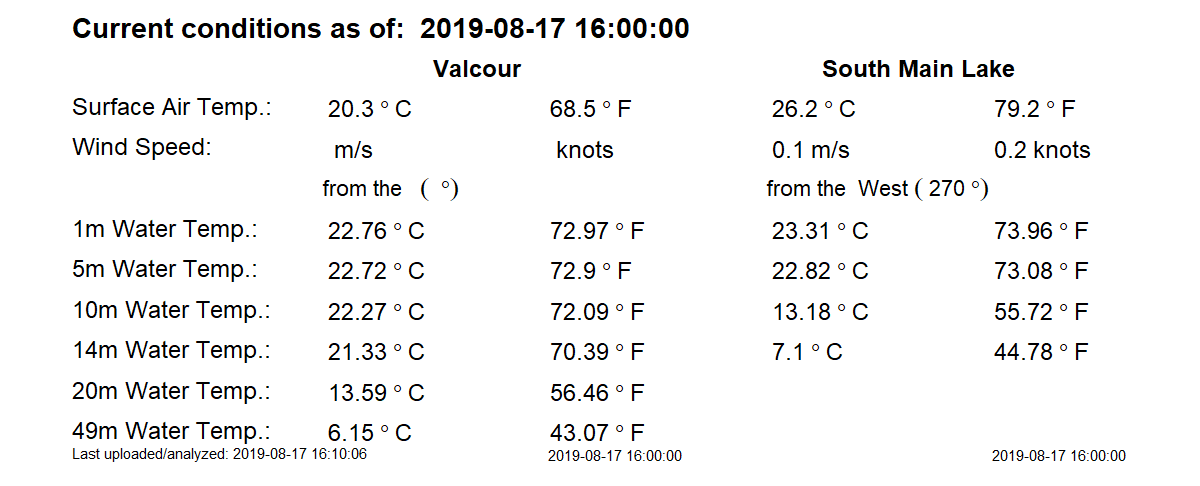 Current conditions as of: 2019-08-17 16:00:00
Valcour South Main Lake
Surface Air Temp.: 20.3 ° C 68.5 ° F 26.2 ° C 79.2 ° F
Wind Speed: m/s knots 0.1 m/s 0.2 knots
from the ( °) from the West ( 270 °)
1m Water Temp.: 22.76 ° C 72.97 ° F 23.31 ° C 73.96 ° F
5m Water Temp.: 22.72 ° C 72.9 ° F 22.82 ° C 73.08 ° F
10m Water Temp.: 22.27 ° C 72.09 ° F 13.18 ° C 55.72 ° F
14m Water Temp.: 21.33 ° C 70.39 ° F 7.1 ° C 44.78 ° F
20m Water Temp.: 13.59 ° C 56.46 ° F
49m Water Temp.: 6.15 ° C 43.07 ° F
Last uploaded/analyzed: 2019-08-17 16:10:06 2019-08-17 16:00:00 2019-08-17 16:00:00